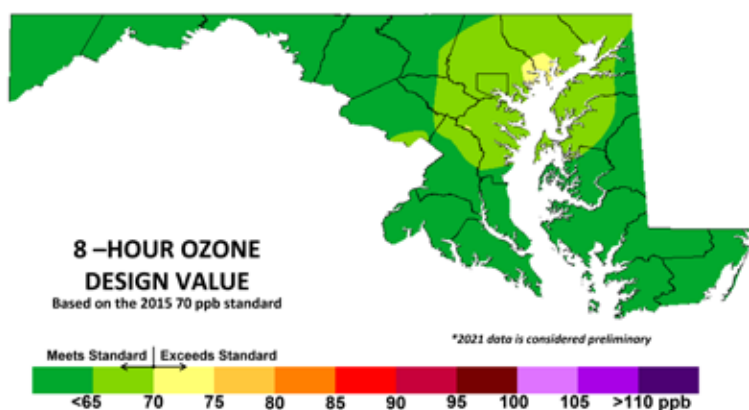 8 –HOUR OZONE
DESIGN VALUE
Based on the 2015 70 ppb standard
*2021 data is considered preliminary
Meets Standard Exceeds Standard
<65 70 75 80 85 90 95 100 105 >110 ppb